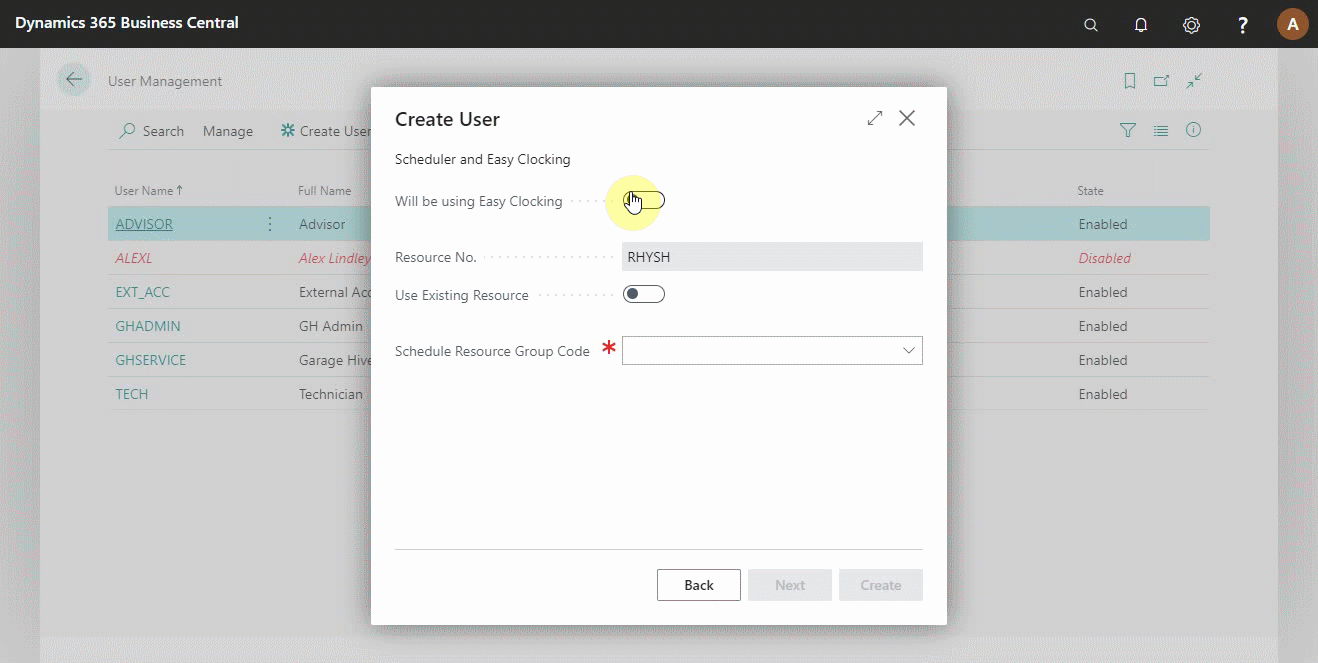 Dynamics 365 Business Central
? A
User Management
Search Manage Create User
User Name ↑ Full Name State
ADVISOR Advisor Enabled
ALEXL Alex Lindley Disabled
EXT_ACC External Acc Enabled
GHADMIN GH Admin Enabled
GHSERVICE Garage Hive Enabled
TECH Technician Enabled
Create User
Scheduler and Easy Clocking
Will be using Easy Clocking
Resource No. RHYSH
Use Existing Resource
Schedule Resource Group Code *
Back Next Create